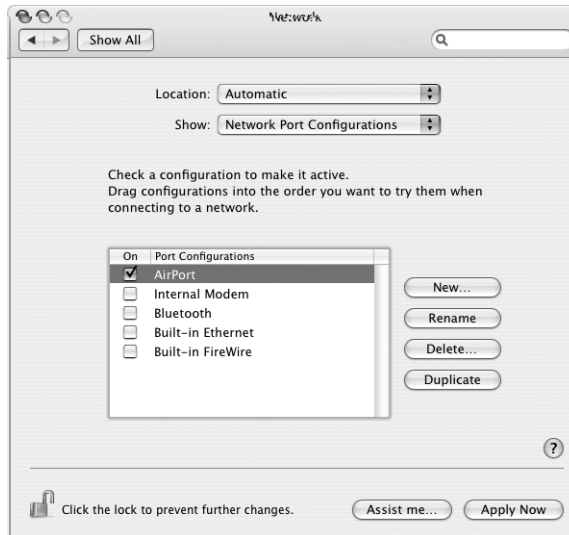 Network
Show All
Location: Automatic
Show: Network Port Configurations
Check a configuration to make it active.
Drag configurations into the order you want to try them when
connecting to a network.
On Port Configurations
AirPort
Internal Modem
Bluetooth
Built-in Ethernet
Built-in FireWire
New...
Rename
Delete...
Duplicate
?
Click the lock to prevent further changes.
Assist me...
Apply Now